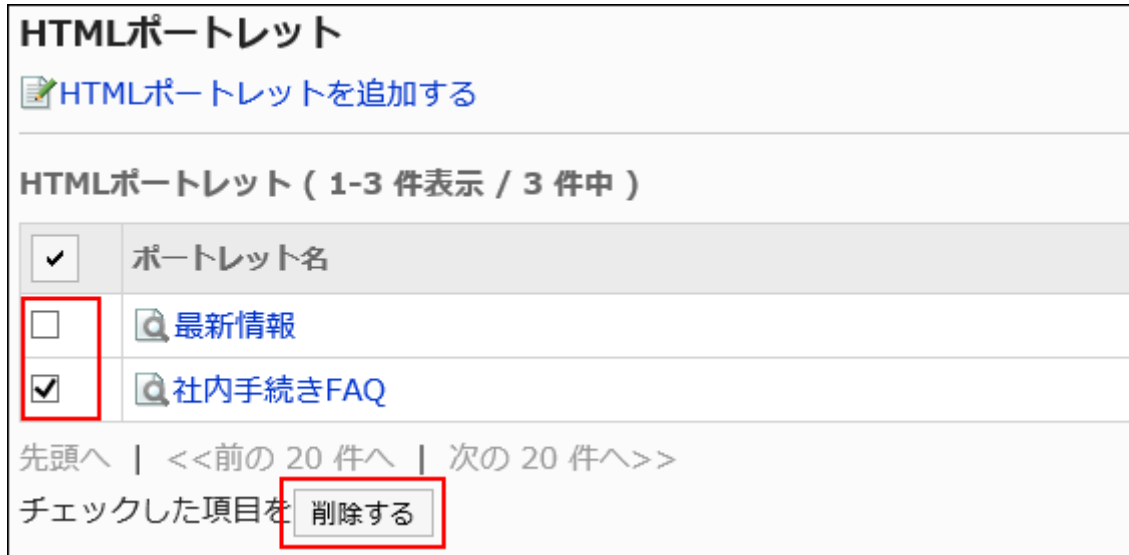 HTMLポートレット
HTMLポートレットを追加する
HTMLポートレット ( 1-3 件表示 / 3 件中 )
ポートレット名
最新情報
社内手続きFAQ
先頭へ | <<前の 20 件へ | 次の 20 件へ>>
チェックした項目を 削除する